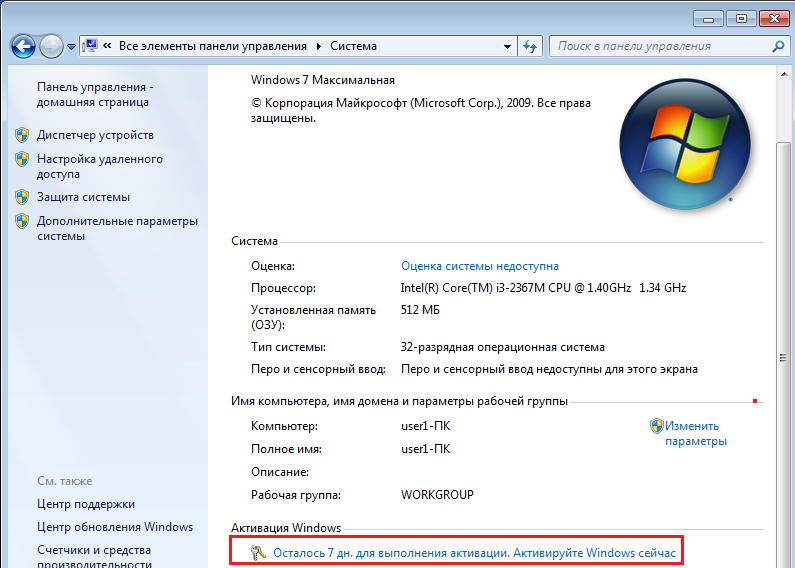 « Все элементы панели управления ▸ Система
Поиск в панели управления
Панель управления -
домашняя страница
Диспетчер устройств
Настройка удаленного
доступа
Защита системы
Дополнительные параметры
системы
См. также
Центр поддержки
Центр обновления Windows
Счетчики и средства
производительности
Windows 7 Максимальная
© Корпорация Майкрософт (Microsoft Corp.), 2009. Все права
защищены.
Система
Оценка: Оценка системы недоступна
Процессор: Intel(R) Core(TM) i3-2367M CPU @ 1.40GHz 1.34 GHz
Установленная память
(ОЗУ): 512 МБ
Тип системы: 32-разрядная операционная система
Перо и сенсорный ввод: Перо и сенсорный ввод недоступны для этого экрана
Имя компьютера, имя домена и параметры рабочей группы
Компьютер: user1-ПК
Изменить
параметры
Полное имя: user1-ПК
Описание:
Рабочая группа: WORKGROUP
Активация Windows
Осталось 7 дн. для выполнения активации. Активируйте Windows сейчас